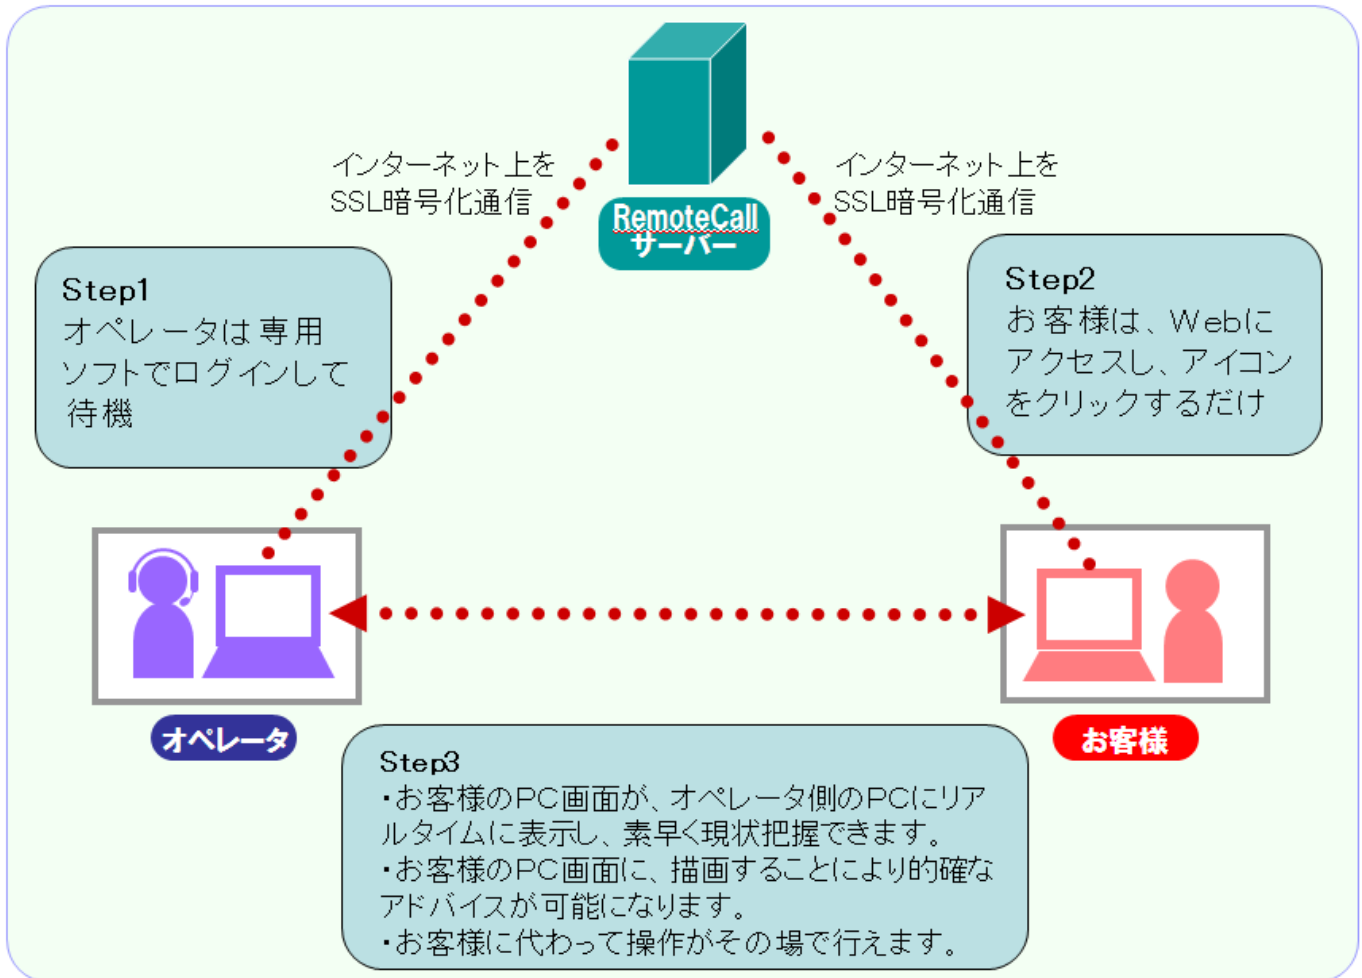 インターネット上を
SSL暗号化通信
インターネット上を
SSL暗号化通信
RemoteCall
サーバー
Step1
オペレータは専用
ソフトでログインして
待機
Step2
お客様は、Webに
アクセスし、アイコン
をクリックするだけ
オペレータ
お客様
Step3
・お客様のPC画面が、オペレータ側のPCにリア
ルタイムに表示し、素早く現状把握できます。
・お客様のPC画面に、描画することにより的確な
アドバイスが可能になります。
・お客様に代わって操作がその場で行えます。